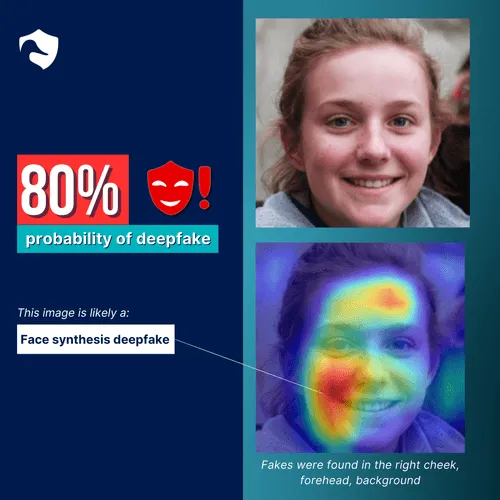 80%
probability of deepfake
This image is likely a:
Face synthesis deepfake
Fakes were found in the right cheek,
forehead, background